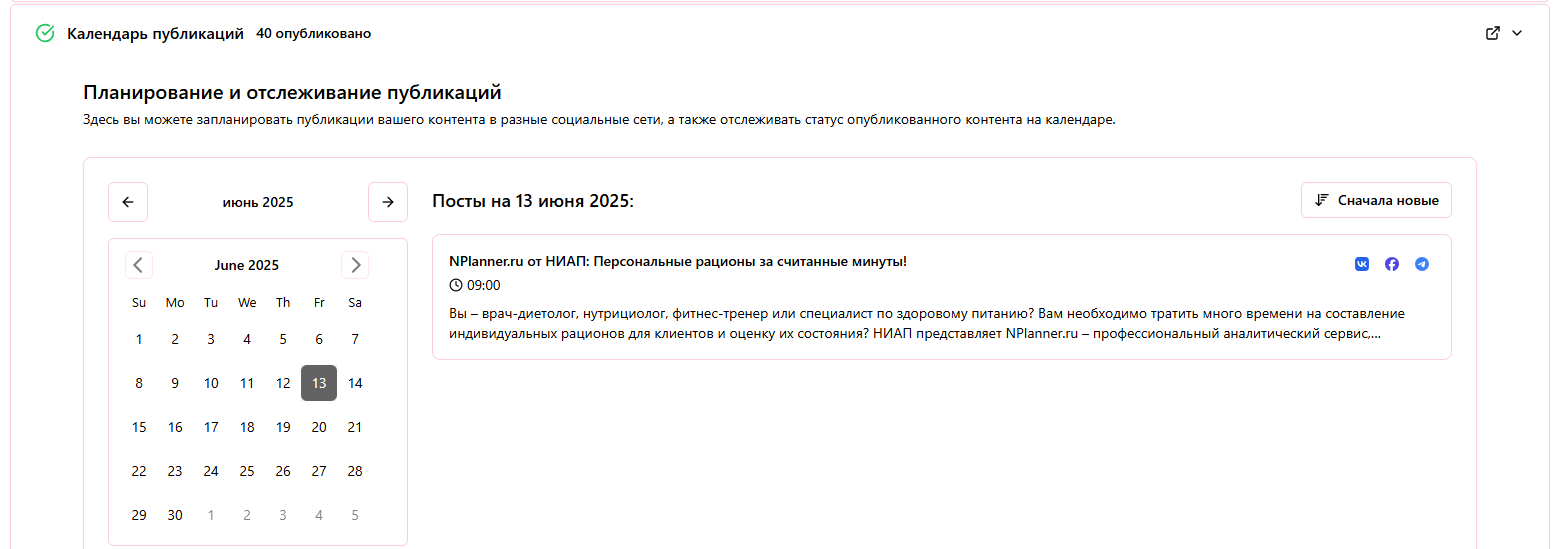 Календарь публикаций 40 опубликовано
Планирование и отслеживание публикаций
Здесь вы можете запланировать публикации вашего контента в разные социальные сети, а также отслеживать статус опубликованного контента на календаре.
июнь 2025
June 2025
Su Mo Tu We Th Fr Sa
1 2 3 4 5 6 7
8 9 10 11 12 13 14
15 16 17 18 19 20 21
22 23 24 25 26 27 28
29 30 1 2 3 4 5
Посты на 13 июня 2025:
Сначала новые
NPlanner.ru от НИАП: Персональные рационы за считанные минуты!
09:00
Вы – врач-диетолог, нутрициолог, фитнес-тренер или специалист по здоровому питанию? Вам необходимо тратить много времени на составление
индивидуальных рационов для клиентов и оценку их состояния? НИАП представляет NPlanner.ru – профессиональный аналитический сервис,...